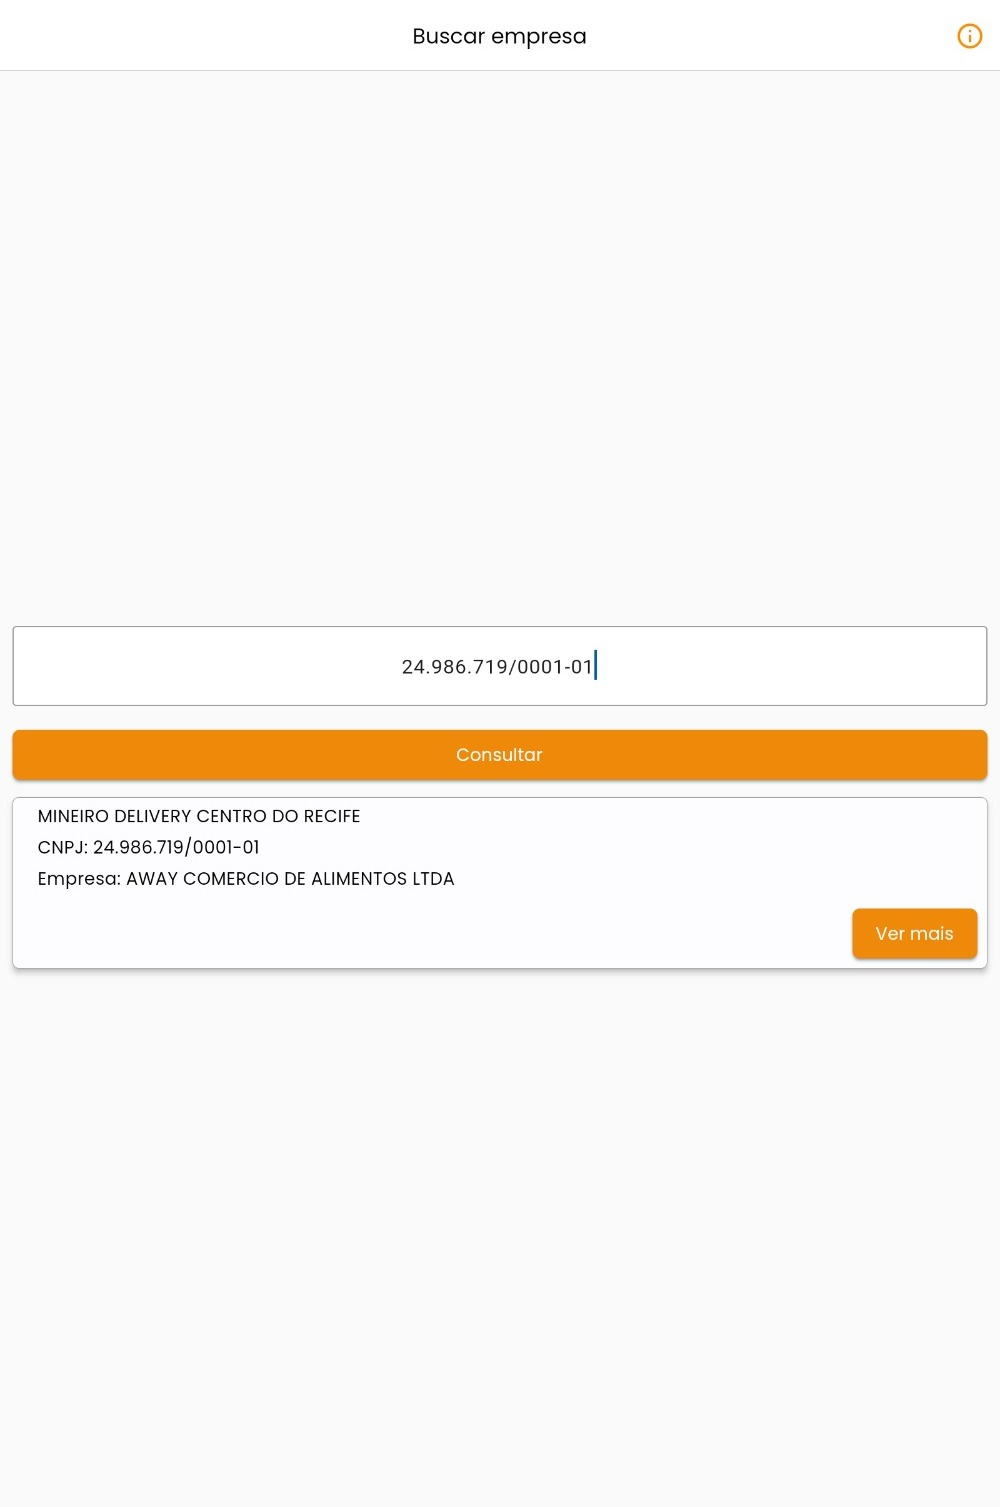 Buscar empresa
24.986.719/0001-01
Consultar
MINEIRO DELIVERY CENTRO DO RECIFE
CNPJ: 24.986.719/0001-01
Empresa: AWAY COMERCIO DE ALIMENTOS LTDA
Ver mais